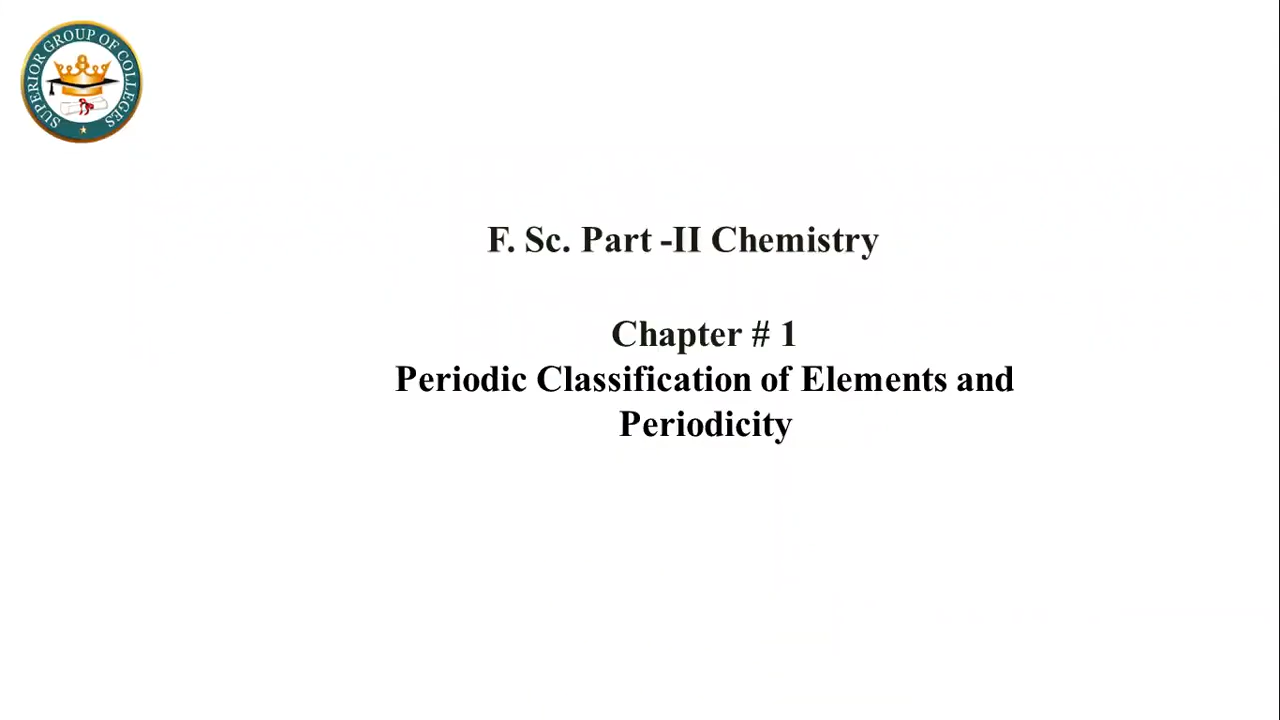 SUPERIOR GROUP OF COLLEGES
F. Sc. Part -II Chemistry
Chapter # 1
Periodic Classification of Elements and
Periodicity